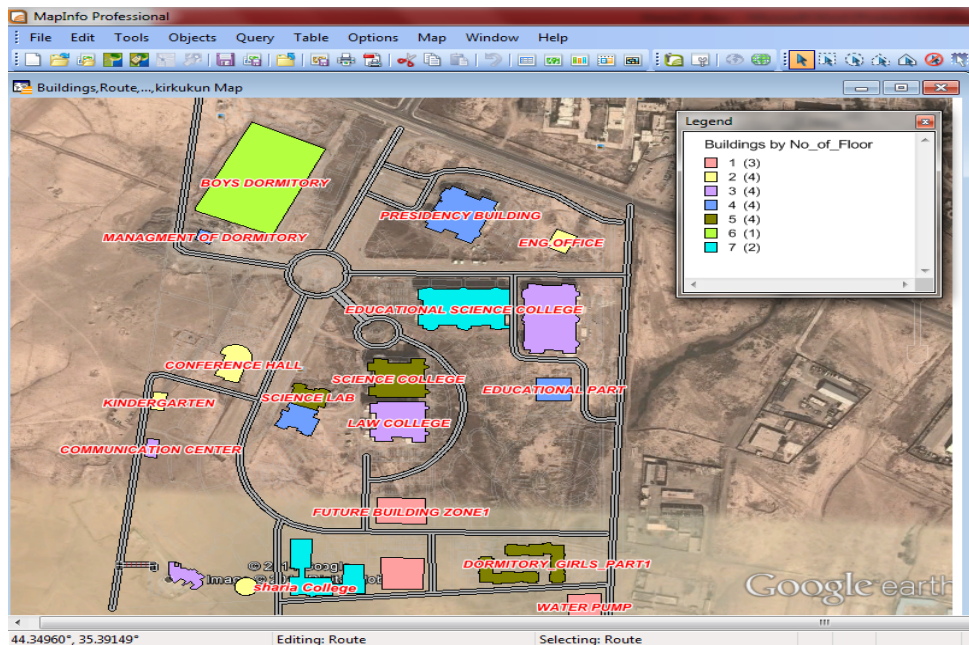 MapInfo Professional
File Edit Tools Objects Query Table Options Map Window Help
Buildings,Route,...,kirkukun Map
Legend
Buildings by No_of_Floor
1 (3)
2 (4)
3 (4)
4 (4)
5 (4)
6 (1)
7 (2)
BOYS DORMITORY
PRESIDENCY BUILDING
MANAGMENT OF DORMITORY
ENG.OFFICE
EDUCATIONAL SCIENCE COLLEGE
CONFERENCE HALL
SCIENCE COLLEGE
EDUCATIONAL PART
SCIENCE LAB
KINDERGARTEN
LAW COLLEGE
COMMUNICATION CENTER
FUTURE BUILDING ZONE1
DORMITORY_GIRLS_PART1
sharia College
Google earth
WATER PUMP
44.34960°, 35.39149°
Editing: Route
Selecting: Route